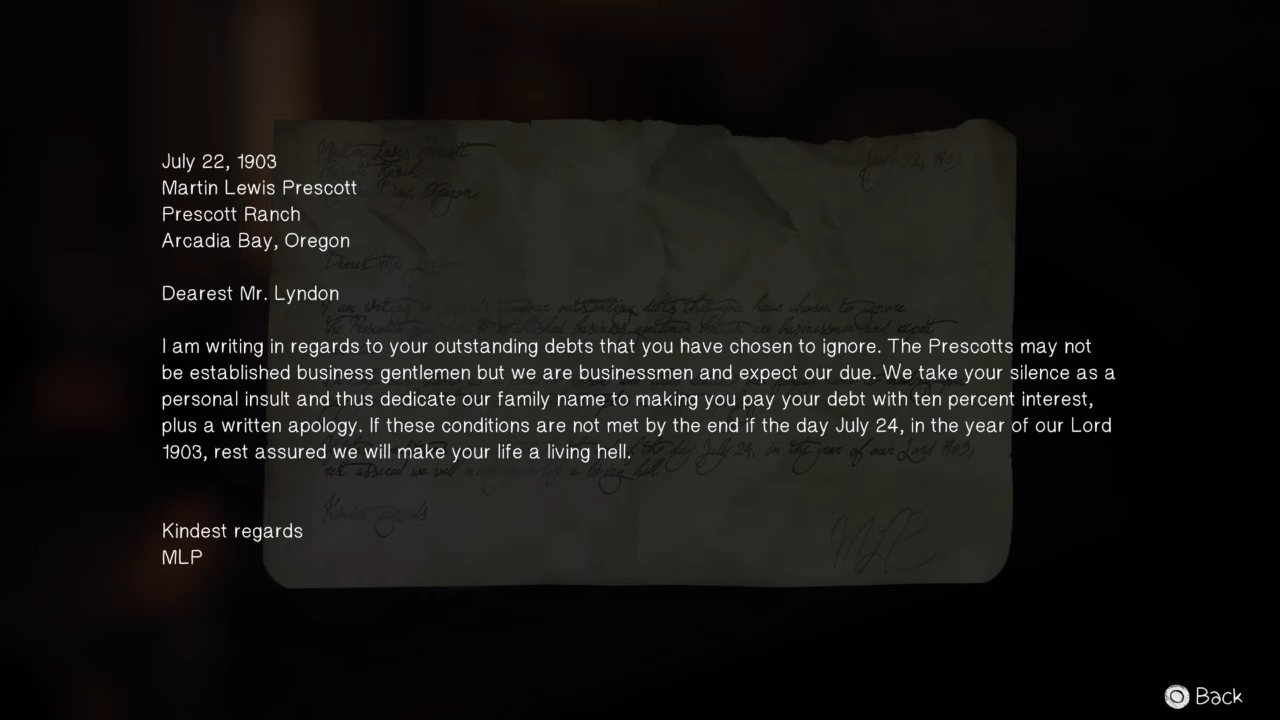 July 22, 1903
Martin Lewis Prescott
Prescott Ranch
Arcadia Bay, Oregon
Dearest Mr. Lyndon
I am writing in regards to your outstanding debts that you have chosen to ignore. The Prescotts may not
be established business gentlemen but we are businessmen and expect our due. We take your silence as a
personal insult and thus dedicate our family name to making you pay your debt with ten percent interest,
plus a written apology. If these conditions are not met by the end if the day July 24, in the year of our Lord
1903, rest assured we will make your life a living hell.
Kindest regards
MLP
Back